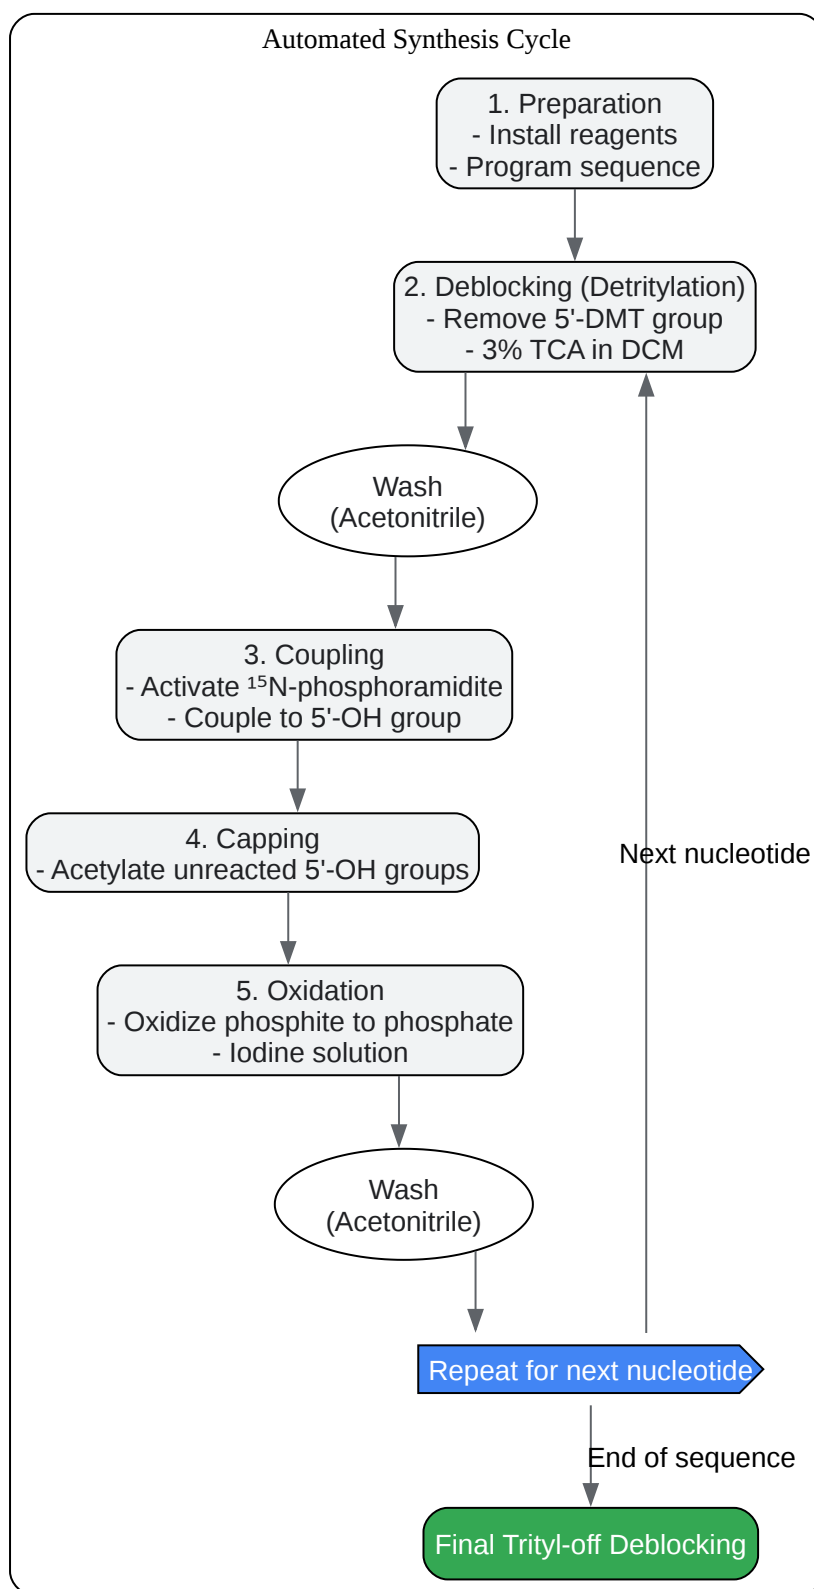 Automated Synthesis Cycle
1. Preparation
- Install reagents
- Program sequence
2. Deblocking (Detritylation)
- Remove 5'-DMT group
- 3% TCA in DCM
Wash
(Acetonitrile)
3. Coupling
- Activate ¹⁵N-phosphoramidite
- Couple to 5'-OH group
4. Capping
- Acetylate unreacted 5'-OH groups
Next nucleotide
5. Oxidation
- Oxidize phosphite to phosphate
- Iodine solution
Wash
(Acetonitrile)
Repeat for next nucleotide
End of sequence
Final Trityl-off Deblocking